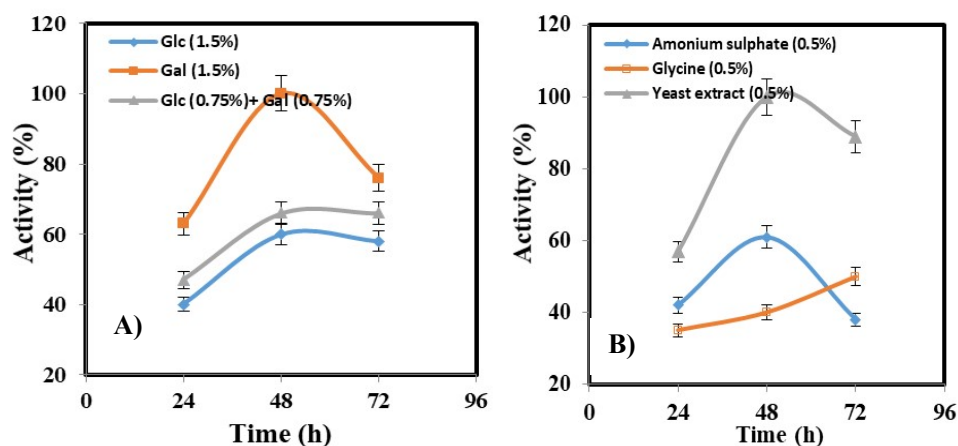 120
100
80
60
40
20
Activity (%)
Glc (1.5%)
Gal (1.5%)
Glc (0.75%)+ Gal (0.75%)
A)
0
24
48
72
96
Time (h)
120
100
80
60
40
20
Activity (%)
Amonium sulphate (0.5%)
Glycine (0.5%)
Yeast extract (0.5%)
B)
0
24
48
72
96
Time (h)